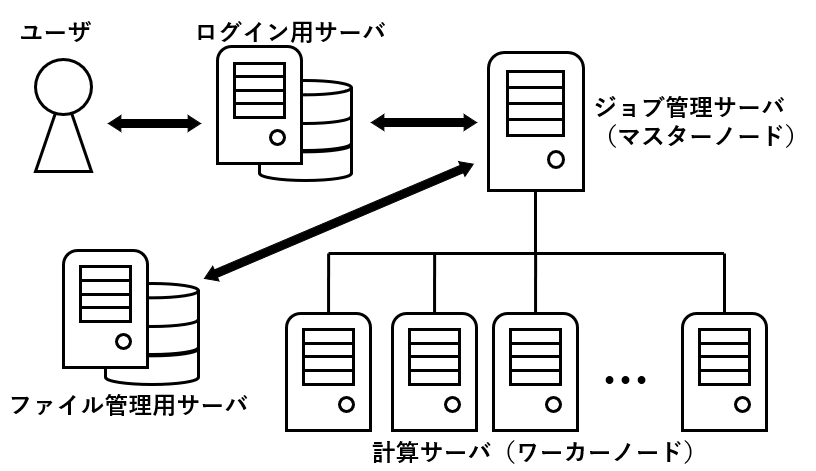 ユーザ
ログイン用サーバ
ジョブ管理サーバ
（マスターノード）
ファイル管理用サーバ
計算サーバ（ワーカーノード）